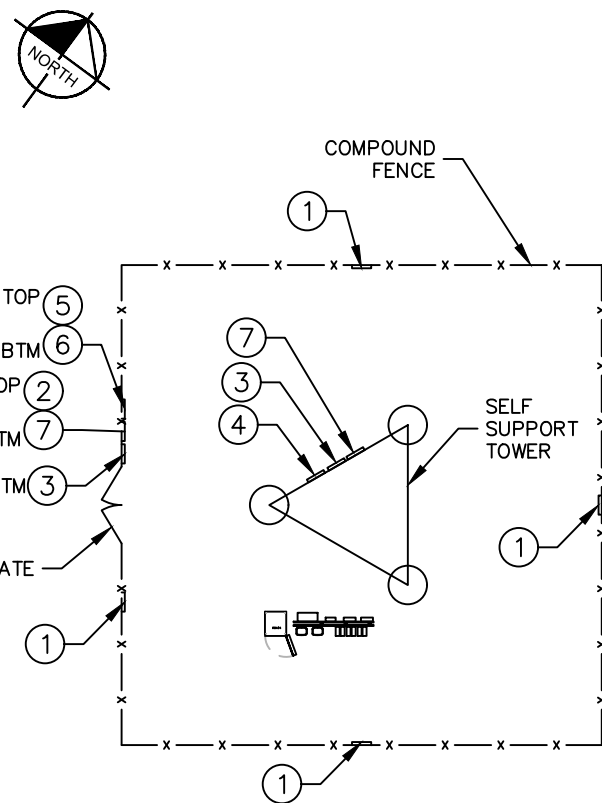 NORTH
COMPOUND
FENCE
1
TOP 5
BTM 6
OP 2
TM 7
TM 3
ATE
7
3
4
SELF
SUPPORT
TOWER
1
1
1